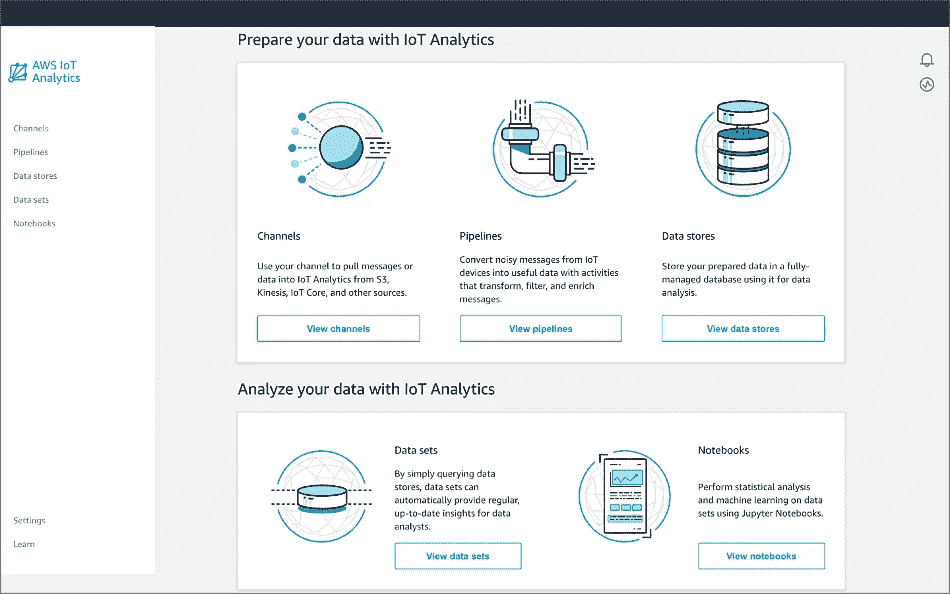 AWS IoT
Analytics
Channels
Pipelines
Data stores
Data sets
Notebooks
Settings
Learn
Prepare your data with IoT Analytics
Channels
Use your channel to pull messages or
data into IoT Analytics from S3,
Kinesis, IoT Core, and other sources.
View channels
Pipelines
Convert noisy messages from IoT
devices into useful data with activities
that transform, filter, and enrich
messages.
View pipelines
Data stores
Store your prepared data in a fully-
managed database using it for data
analysis.
View data stores
Analyze your data with IoT Analytics
Data sets
By simply querying data
stores, data sets can
automatically provide regular,
up-to-date insights for data
analysts.
View data sets
Notebooks
Perform statistical analysis
and machine learning on data
sets using Jupyter Notebooks.
View notebooks